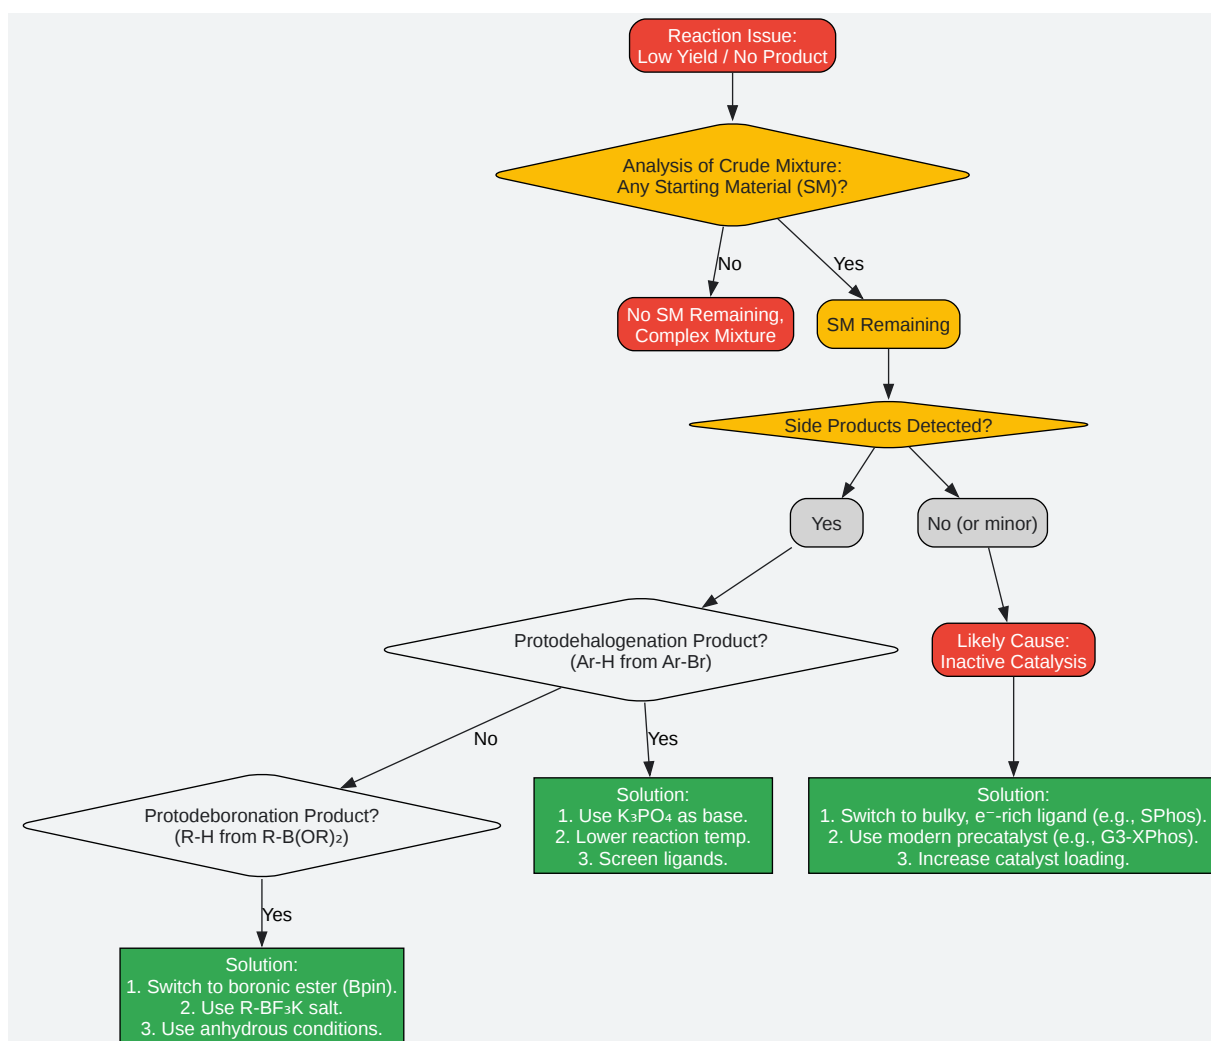 Reaction Issue:
Low Yield / No Product
Analysis of Crude Mixture:
Any Starting Material (SM)?
No
Yes
No SM Remaining,
Complex Mixture
SM Remaining
Side Products Detected?
Yes
No (or minor)
Protodehalogenation Product?
(Ar-H from Ar-Br)
Likely Cause:
Inactive Catalysis
No
Yes
Protodeboronation Product?
(R-H from R-B(OR)₂)
Solution:
1. Use K₃PO₄ as base.
2. Lower reaction temp.
3. Screen ligands.
Solution:
1. Switch to bulky, e⁻-rich ligand (e.g., SPhos).
2. Use modern precatalyst (e.g., G3-XPhos).
3. Increase catalyst loading.
Yes
Solution:
1. Switch to boronic ester (Bpin).
2. Use R-BF₃K salt.
3. Use anhydrous conditions.